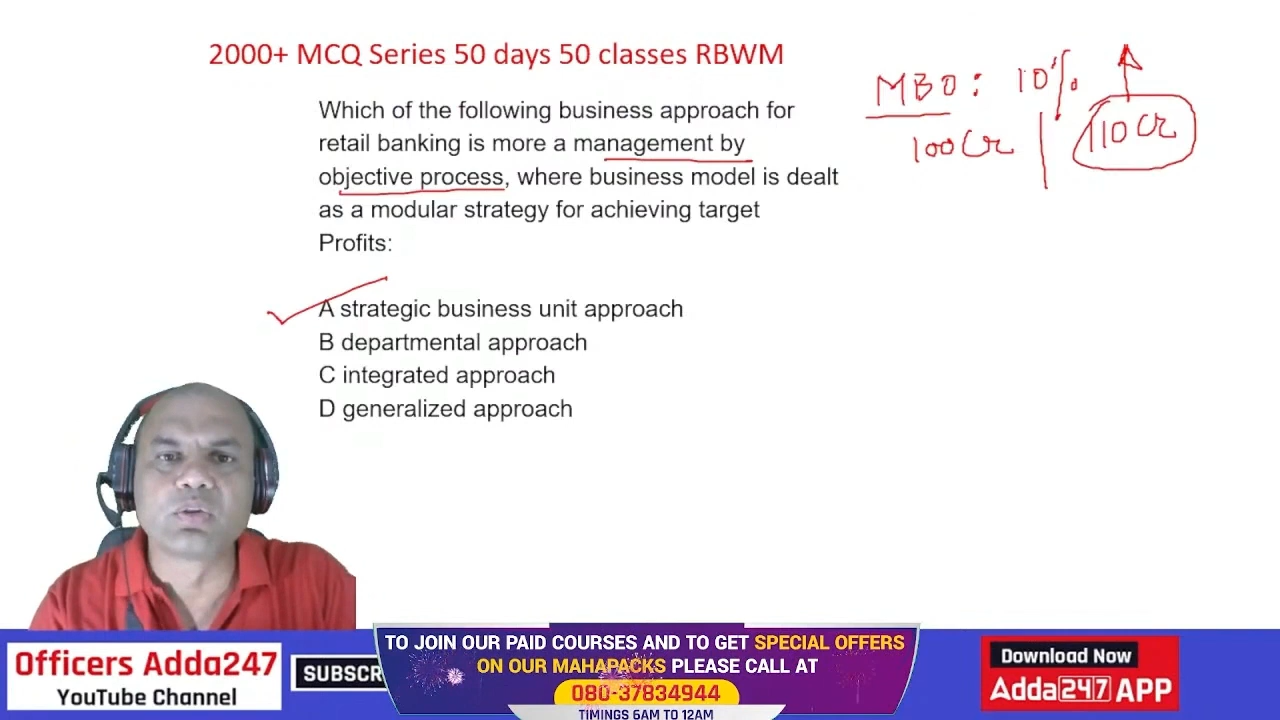 2000+ MCQ Series 50 days 50 classes RBWM
MBO : 10%
100 Cr
110 Cr
Which of the following business approach for
retail banking is more a management by
objective process, where business model is dealt
as a modular strategy for achieving target
Profits:
A strategic business unit approach
B departmental approach
C integrated approach
D generalized approach
Officers Adda247
YouTube Channel
SUBSCR
TO JOIN OUR PAID COURSES AND TO GET SPECIAL OFFERS
ON OUR MAHAPACKS PLEASE CALL AT
080-37834944
TIMINGS 6AM TO 12AM
Download Now
Adda247 APP